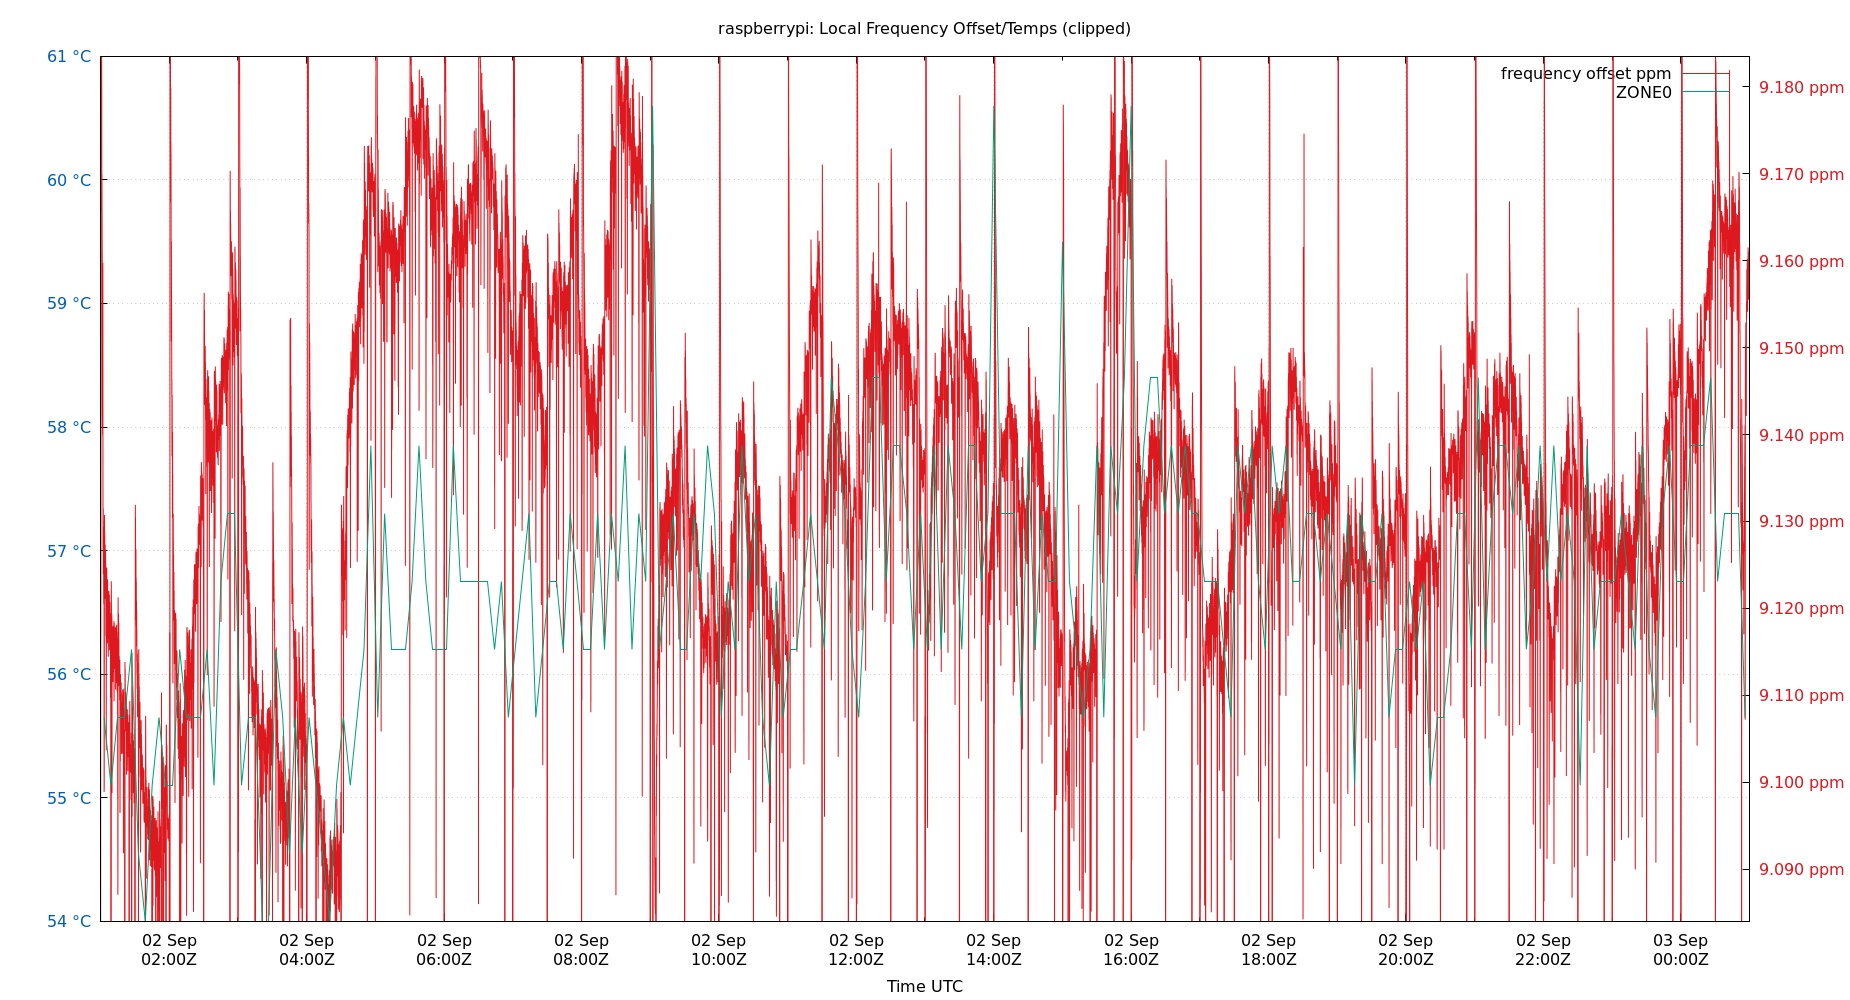 raspberrypi: Local Frequency Offset/Temps (clipped)
61 °C
60 °C
59 °C
58 °C
57 °C
56 °C
55 °C
54 °C
frequency offset ppm
ZONE0
9.180 ppm
9.170 ppm
9.160 ppm
9.150 ppm
9.140 ppm
9.130 ppm
9.120 ppm
9.110 ppm
9.100 ppm
9.090 ppm
02 Sep 02 Sep 02 Sep 02 Sep 02 Sep 02 Sep 02 Sep 02 Sep 02 Sep 02 Sep 02 Sep 03 Sep
02:00Z 04:00Z 06:00Z 08:00Z 10:00Z 12:00Z 14:00Z 16:00Z 18:00Z 20:00Z 22:00Z 00:00Z
Time UTC